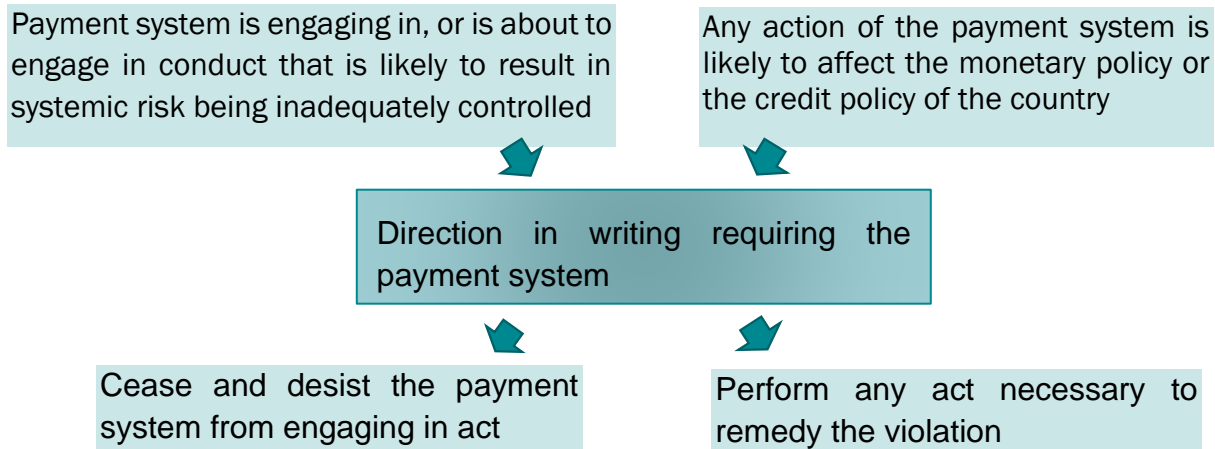 Payment system is engaging in, or is about to
engage in conduct that is likely to result in
systemic risk being inadequately controlled
Any action of the payment system is
likely to affect the monetary policy or
the credit policy of the country
Direction in writing requiring the
payment system
Cease and desist the payment
system from engaging in act
Perform any act necessary to
remedy the violation